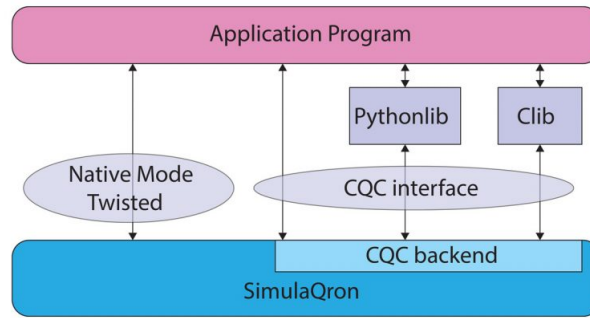 Application Program
Pythonlib
Clib
Native Mode
Twisted
CQC interface
CQC backend
SimulaQron